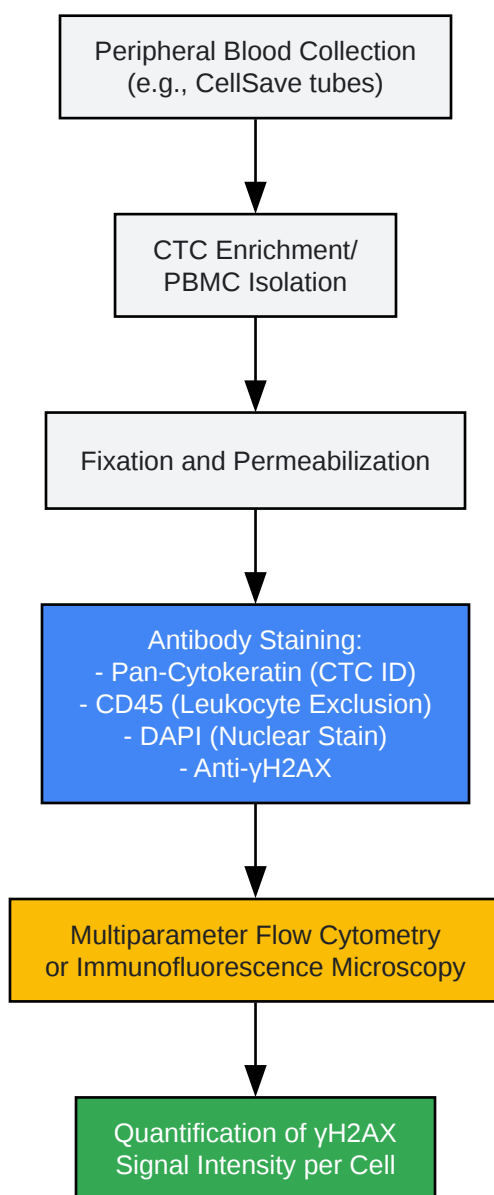 Peripheral Blood Collection
(e.g., CellSave tubes)
CTC Enrichment/
PBMC Isolation
Fixation and Permeabilization
Antibody Staining:
- Pan-Cytokeratin (CTC ID)
- CD45 (Leukocyte Exclusion)
- DAPI (Nuclear Stain)
- Anti-γH2AX
Multiparameter Flow Cytometry
or Immunofluorescence Microscopy
Quantification of γH2AX
Signal Intensity per Cell